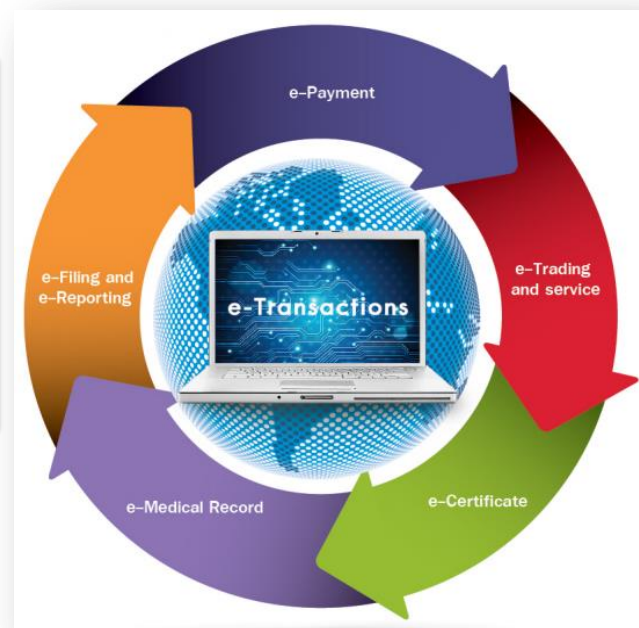 e-Payment
e-Trading
and service
e-Certificate
e-Medical Record
e-Filing and
e-Reporting
e-Transactions